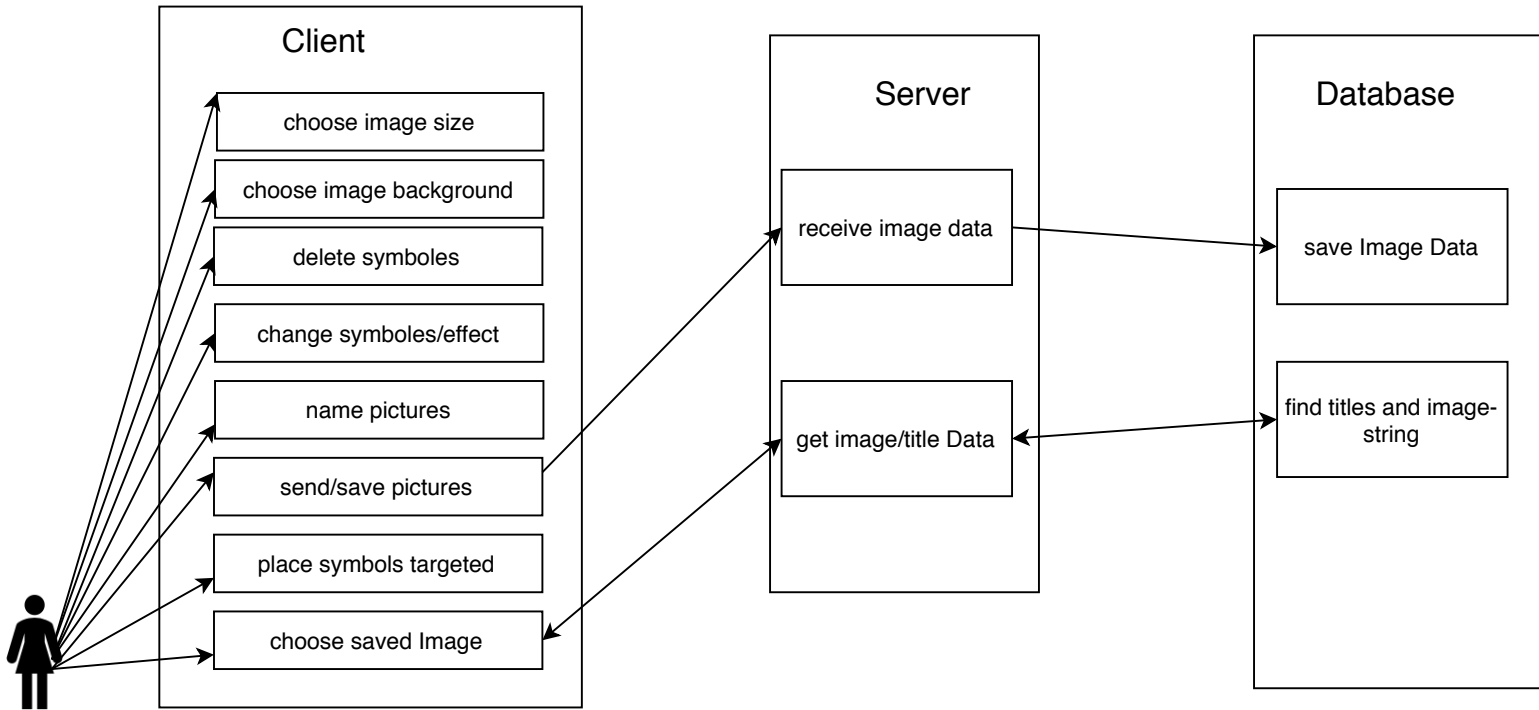 Client
choose image size
choose image background
delete symboles
change symboles/effect
name pictures
send/save pictures
place symbols targeted
choose saved Image
Server
receive image data
get image/title Data
Database
save Image Data
find titles and image-
string